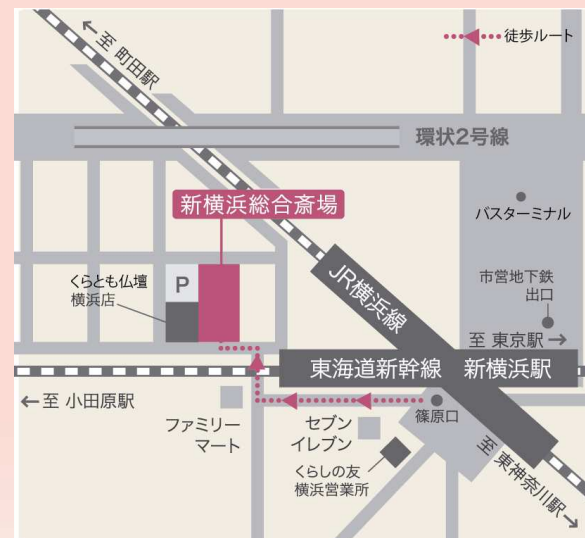 徒歩ルート
←至 町田駅
環状2号線
新横浜総合斎場
バスターミナル
くらとも仏壇
横浜店
P
JR横浜線
市営地下鉄
出口
至 東京駅→
東海道新幹線 新横浜駅
←至 小田原駅
ファミリー
マート
セブン
イレブン
篠原口
くらしの友
横浜営業所
至 東神奈川駅→